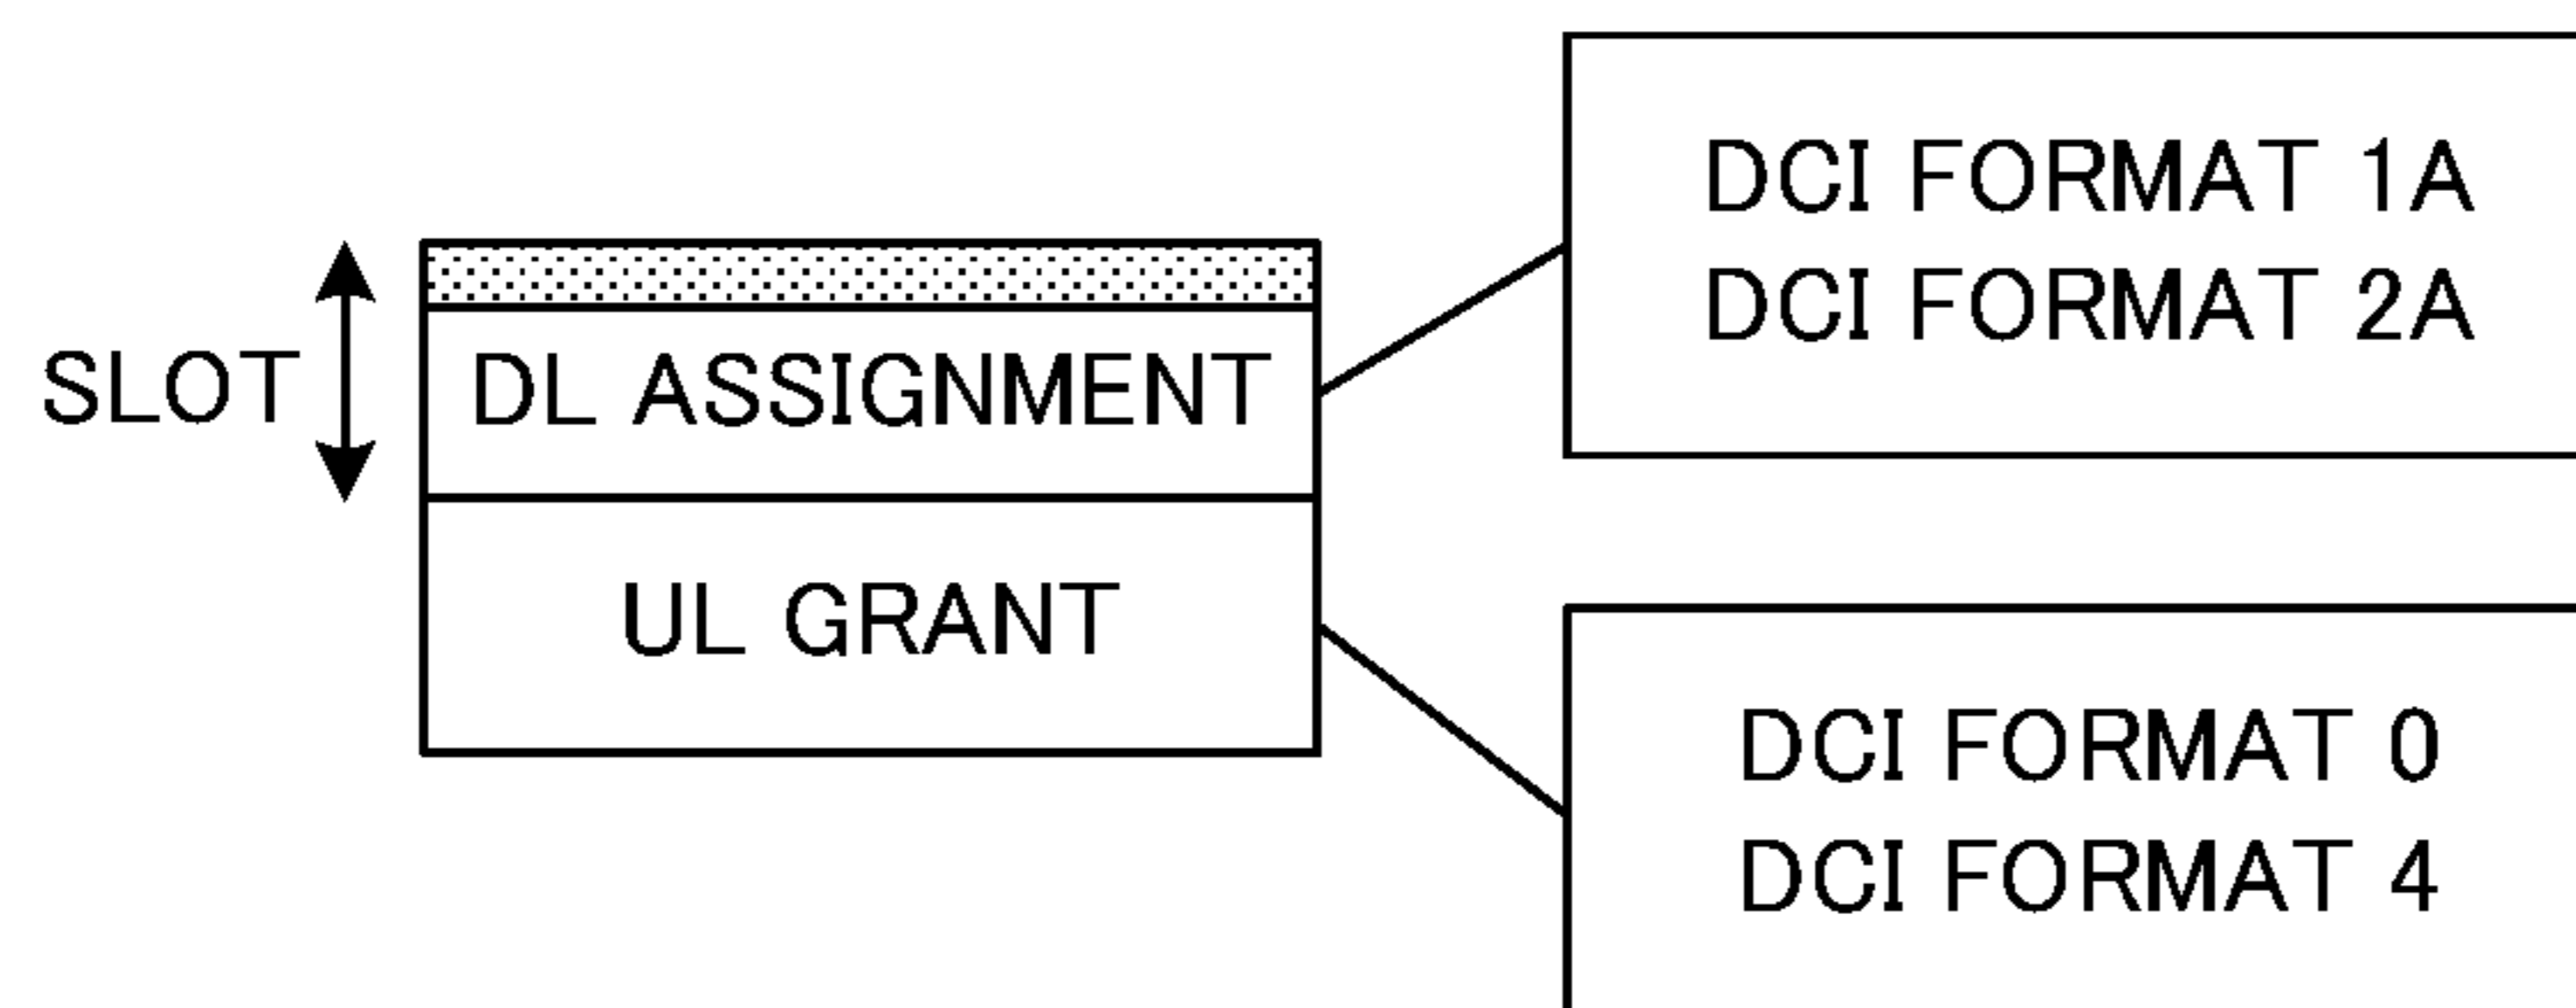 SLOT
DL ASSIGNMENT
UL GRANT
DCI FORMAT 1A
DCI FORMAT 2A
DCI FORMAT 0
DCI FORMAT 4